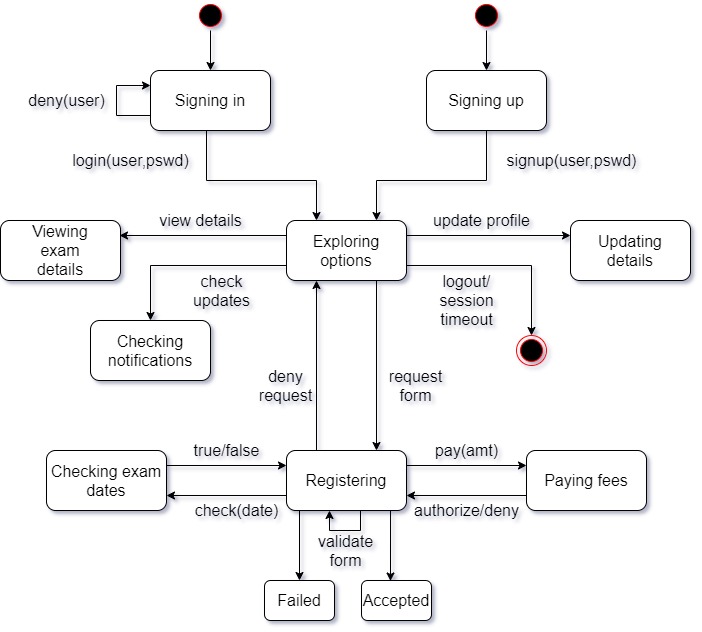 Signing in
Signing up
deny(user)
login(user,pswd)
signup(user,pswd)
Viewing
exam
details
view details
Exploring
options
update profile
Updating
details
check
updates
logout/
session
timeout
Checking
notifications
deny
request
request
form
Checking exam
dates
true/false
check(date)
Registering
pay(amt)
authorize/deny
Paying fees
validate
form
Failed
Accepted